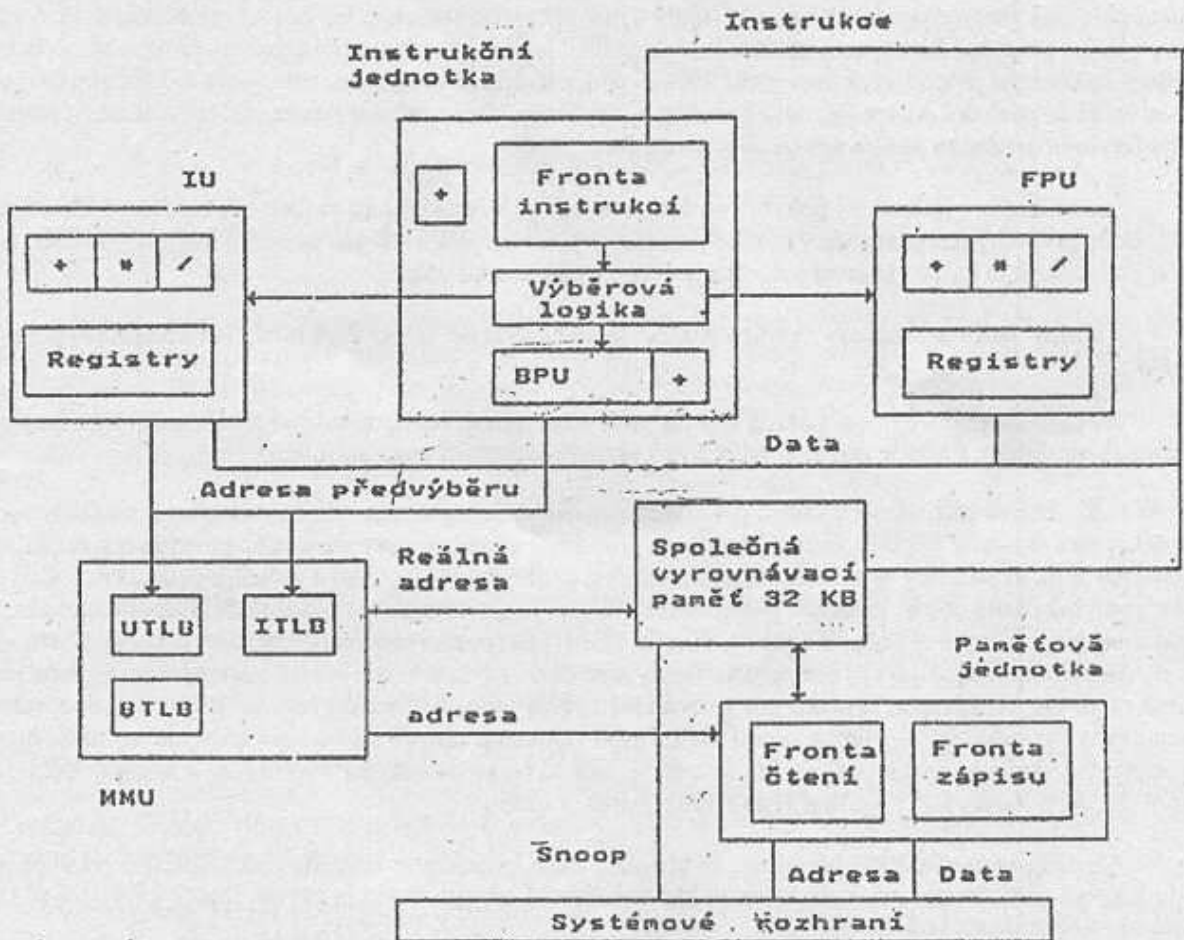 Instrukce
Instrukční
jednotka
IU
+
Fronta
instrukcí
FPU
+ * /
Výběrová
logika
+ * /
Registry
BPU +
Registry
Data
Adresa předvýběru
Reálná
adresa
Společná
vyrovnávací
paměť 32 KB
UTLB ITLB
BTLB
Paměťová
jednotka
adresa
Fronta
čtení
Fronta
zápisu
MMU
Snoop
Adresa Data
Systémové rozhraní